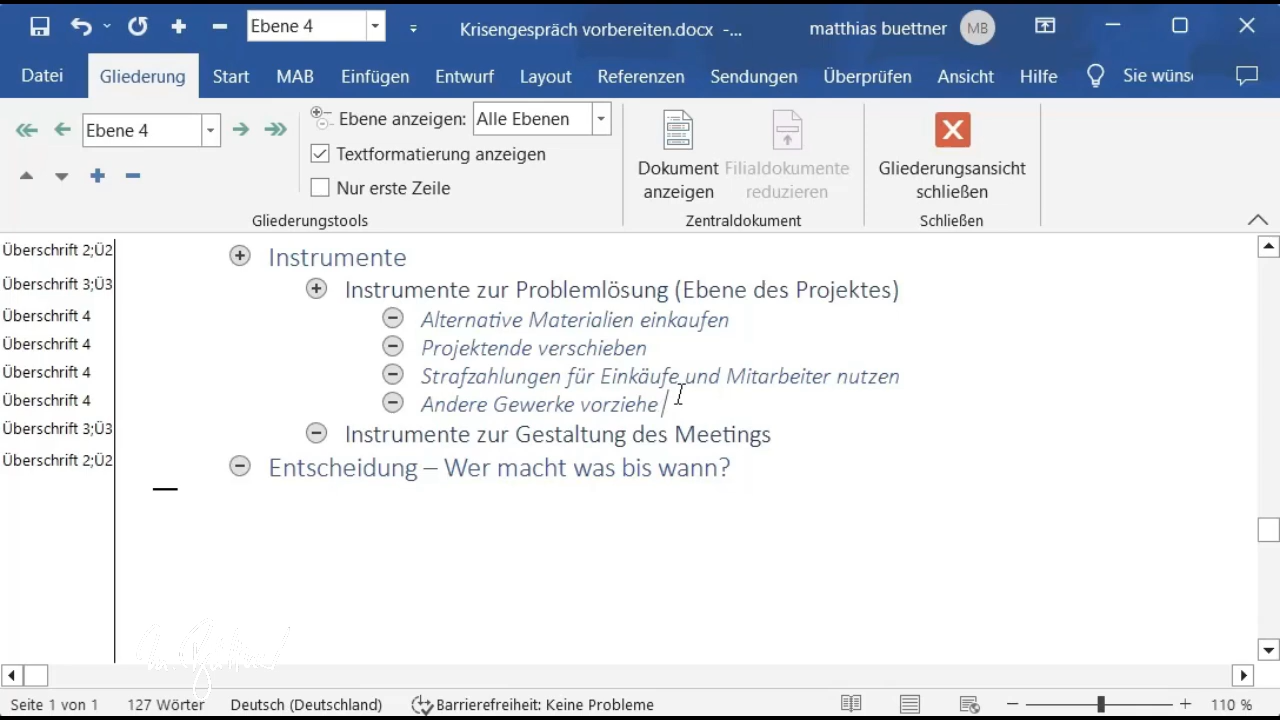 Ebene 4
Krisengespräch vorbereiten.docx -...
matthias buettner
MB
Datei
Gliederung
Start
MAB
Einfügen
Entwurf
Layout
Referenzen
Sendungen
Überprüfen
Ansicht
Hilfe
Sie wüns
Ebene 4
Ebene anzeigen:
Alle Ebenen
Textformatierung anzeigen
Nur erste Zeile
Gliederungstools
Dokument
anzeigen
Filialdokumente
reduzieren
Zentraldokument
Gliederungsansicht
schließen
Schließen
Überschrift 2;Ü2
Instrumente
Überschrift 3;Ü3
Instrumente zur Problemlösung (Ebene des Projektes)
Überschrift 4
Alternative Materialien einkaufen
Überschrift 4
Projektende verschieben
Überschrift 4
Strafzahlungen für Einkäufe und Mitarbeiter nutzen
Überschrift 4
Andere Gewerke vorziehe
Überschrift 3;Ü3
Instrumente zur Gestaltung des Meetings
Überschrift 2;Ü2
Entscheidung – Wer macht was bis wann?
Seite 1 von 1
127 Wörter
Deutsch (Deutschland)
Barrierefreiheit: Keine Probleme
110 %